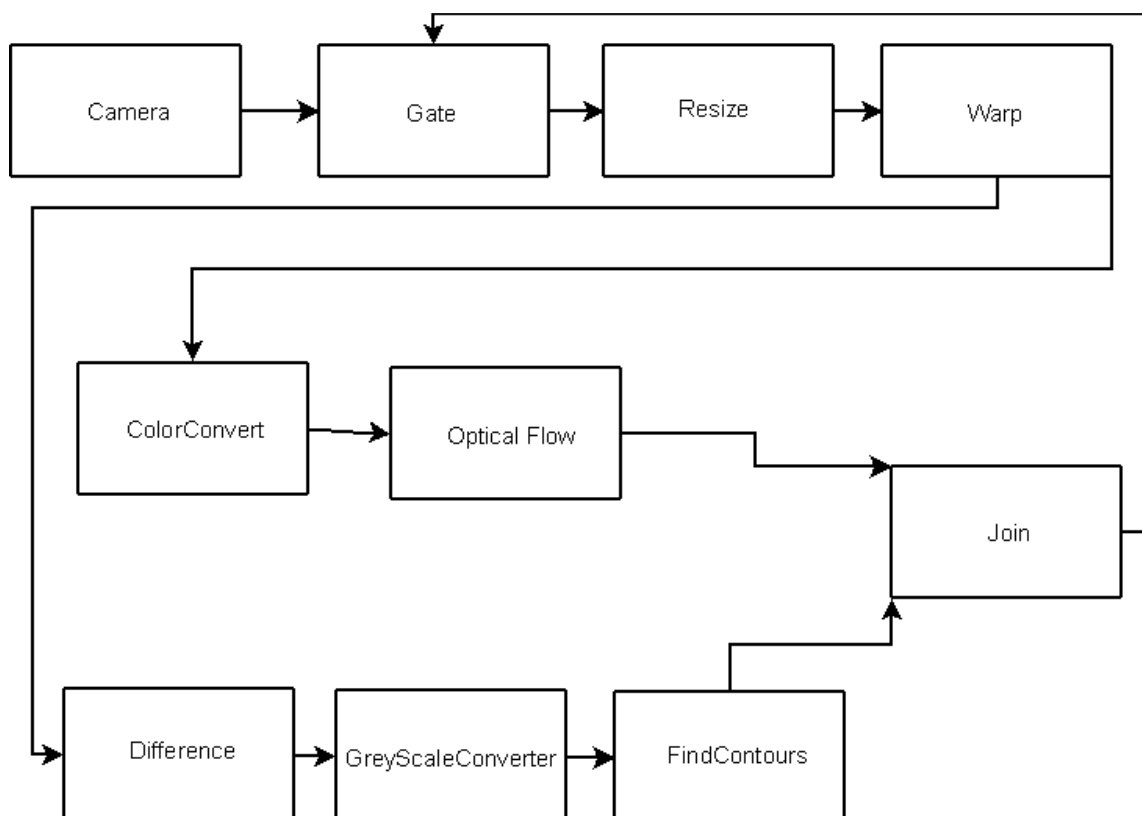 Camera
Gate
Resize
Warp
ColorConvert
Optical Flow
Join
Difference
GreyScaleConverter
FindContours